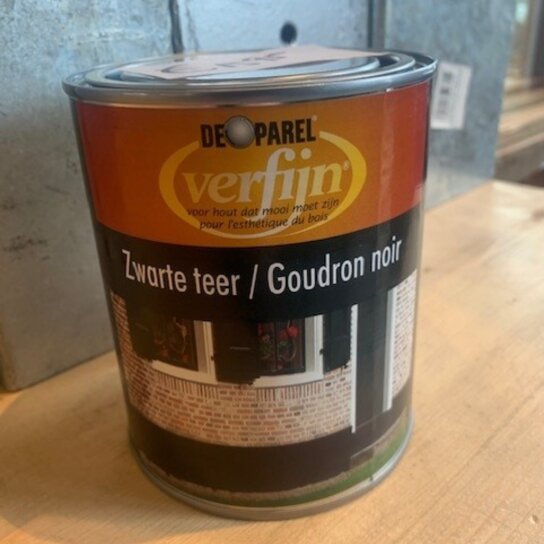 DE PAREL®
verfijn®
voor hout dat mooi moet zijn
pour l'esthétique du bois
Zwarte teer / Goudron noir